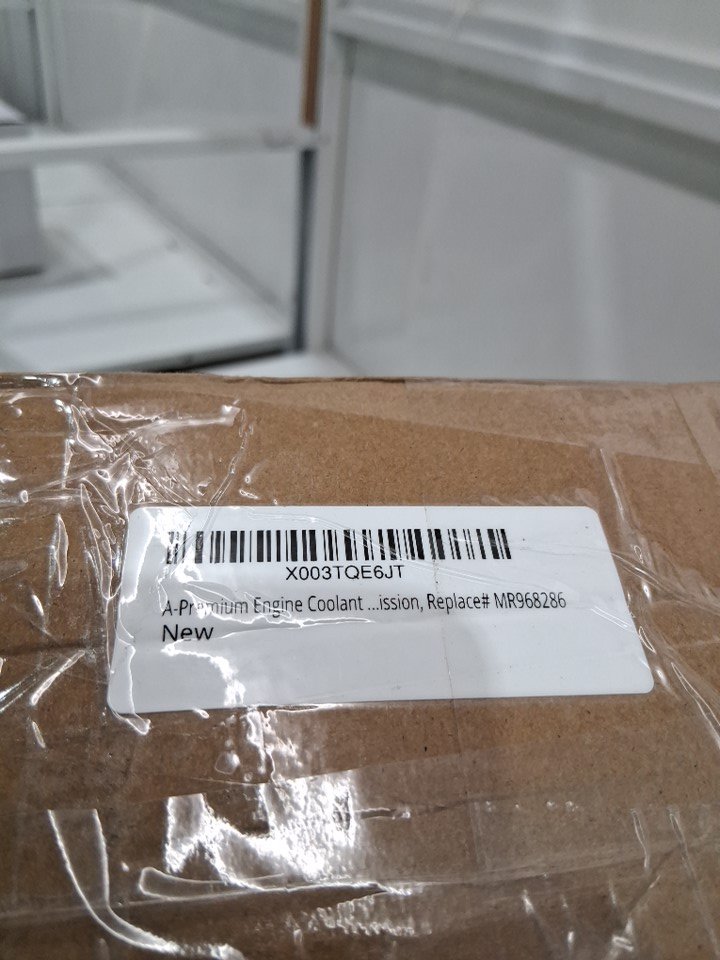 X003TQE6JT
A-Premium Engine Coolant ...ission, Replace# MR968286
New